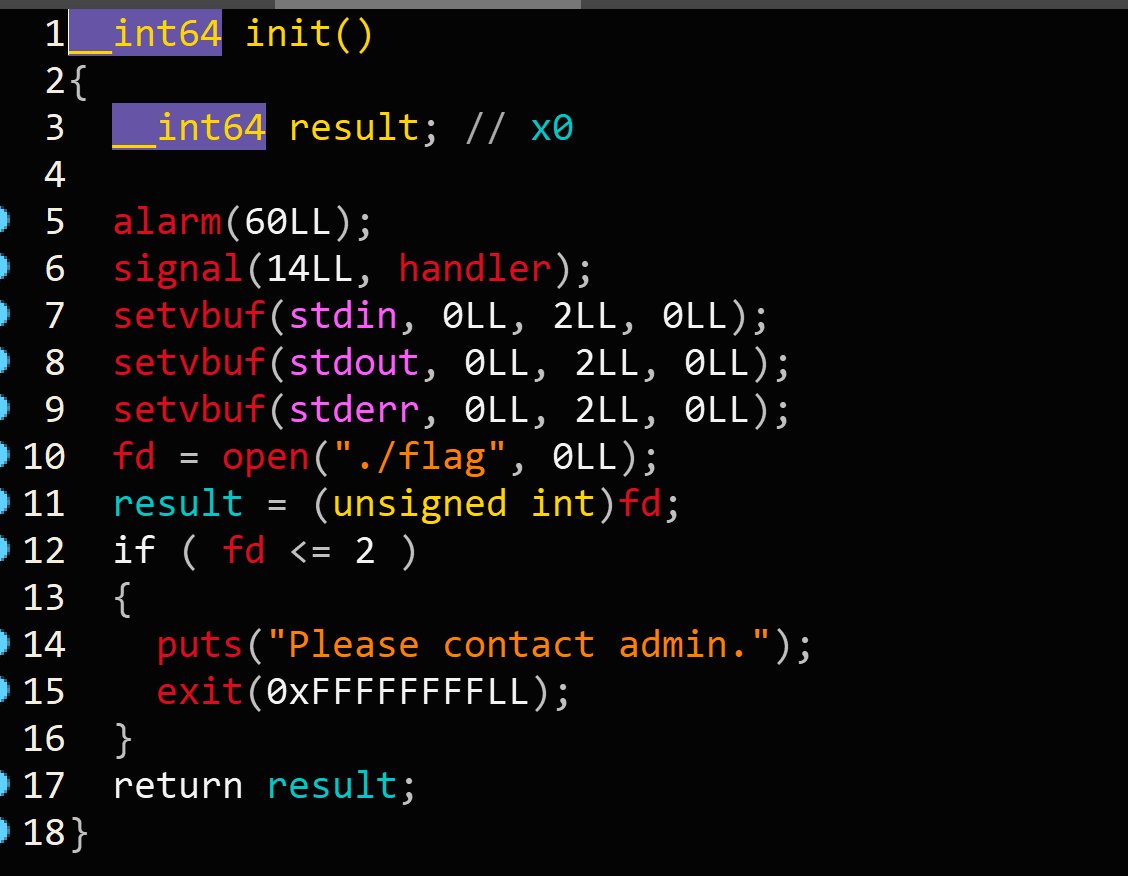 1 __int64 init()
2 {
3   __int64 result; // x0
4
5   alarm(60LL);
6   signal(14LL, handler);
7   setvbuf(stdin, 0LL, 2LL, 0LL);
8   setvbuf(stdout, 0LL, 2LL, 0LL);
9   setvbuf(stderr, 0LL, 2LL, 0LL);
10   fd = open("./flag", 0LL);
11   result = (unsigned int)fd;
12   if ( fd <= 2 )
13   {
14     puts("Please contact admin.");
15     exit(0xFFFFFFFFLL);
16   }
17   return result;
18 }